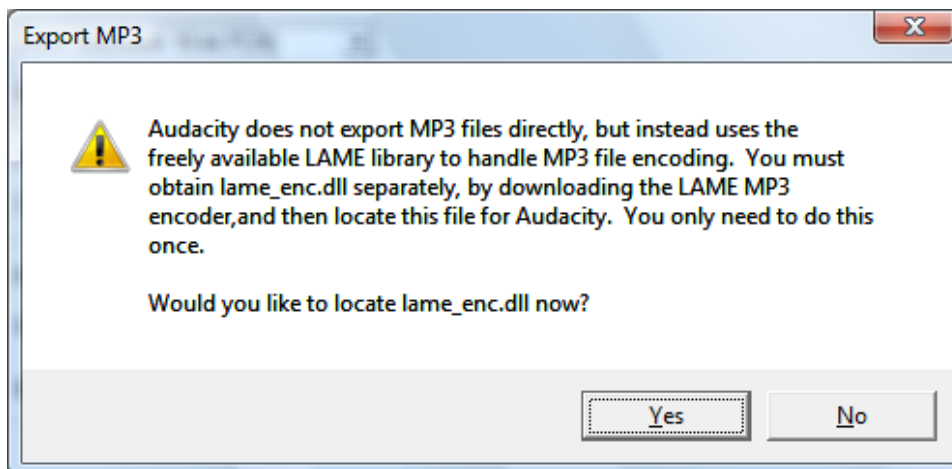 Export MP3
Audacity does not export MP3 files directly, but instead uses the
freely available LAME library to handle MP3 file encoding.  You must
obtain lame_enc.dll separately, by downloading the LAME MP3
encoder,and then locate this file for Audacity.  You only need to do this
once.
Would you like to locate lame_enc.dll now?
Yes
No